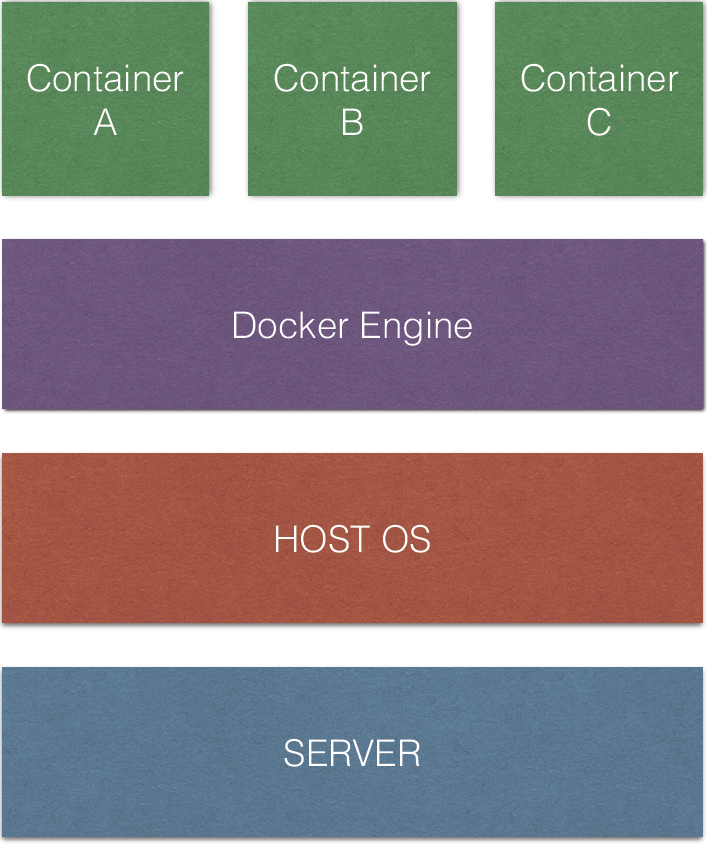 Container
A
Container
B
Container
C
Docker Engine
HOST OS
SERVER